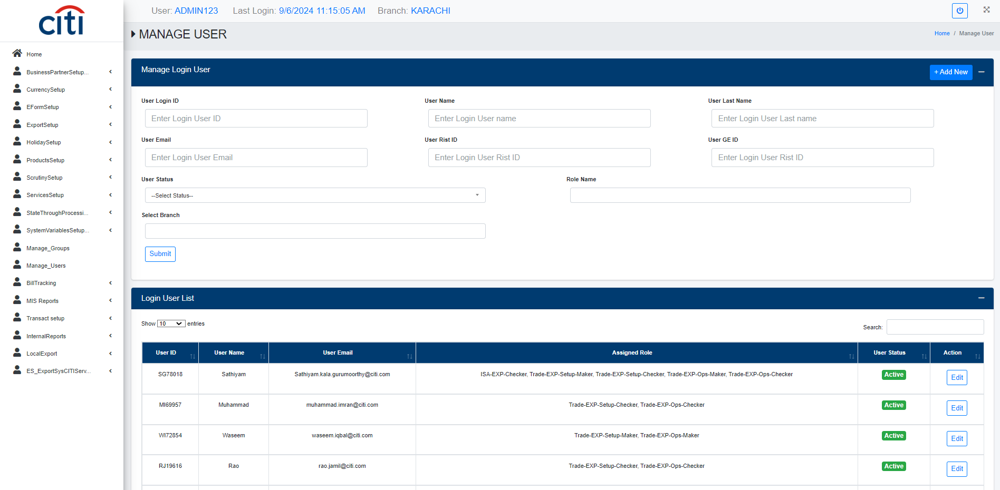 citi
User: ADMIN123 Last Login: 9/6/2024 11:15:05 AM Branch: KARACHI
MANAGE USER
Home / Manage User
Home
BusinessPartnerSetup...
CurrencySetup
EFormSetup
ExportSetup
HolidaySetup
ProductsSetup
ScrutinySetup
ServicesSetup
StateThroughProcessi...
SystemVariablesSetup...
Manage_Groups
Manage_Users
BillTracking
MIS Reports
Transact setup
InternalReports
LocalExport
ES_ExportSysCITIServ...
Manage Login User
+ Add New
User Login ID User Name User Last Name
Enter Login User ID Enter Login User name Enter Login User Last name
User Email User Rist ID User GE ID
Enter Login User Email Enter Login User Rist ID Enter Login User Rist ID
User Status Role Name
--Select Status--
Select Branch
Submit
Login User List
Show 10 entries
Search:
User ID User Name User Email Assigned Role User Status Action
SG78018 Sathiyam Sathiyam.kala.gurumoorthy@citi.com ISA-EXP-Checker, Trade-EXP-Setup-Maker, Trade-EXP-Setup-Checker, Trade-EXP-Ops-Maker, Trade-EXP-Ops-Checker Active Edit
MI69957 Muhammad muhammad.imran@citi.com Trade-EXP-Setup-Checker, Trade-EXP-Ops-Checker Active Edit
WI72854 Waseem waseem.iqbal@citi.com Trade-EXP-Setup-Maker, Trade-EXP-Ops-Maker Active Edit
RJ19616 Rao rao.jamil@citi.com Trade-EXP-Setup-Checker, Trade-EXP-Ops-Checker Active Edit